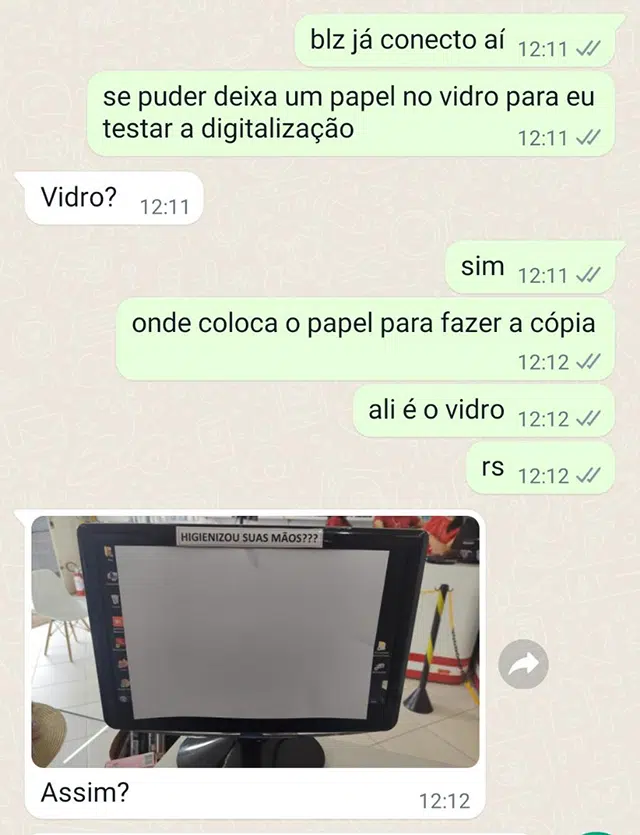 blz já conecto aí 12:11
se puder deixa um papel no vidro para eu
testar a digitalização 12:11
Vidro? 12:11
sim 12:11
onde coloca o papel para fazer a cópia
12:12
ali é o vidro 12:12
rs 12:12
HIGIENIZOU SUAS MÃOS???
Assim? 12:12